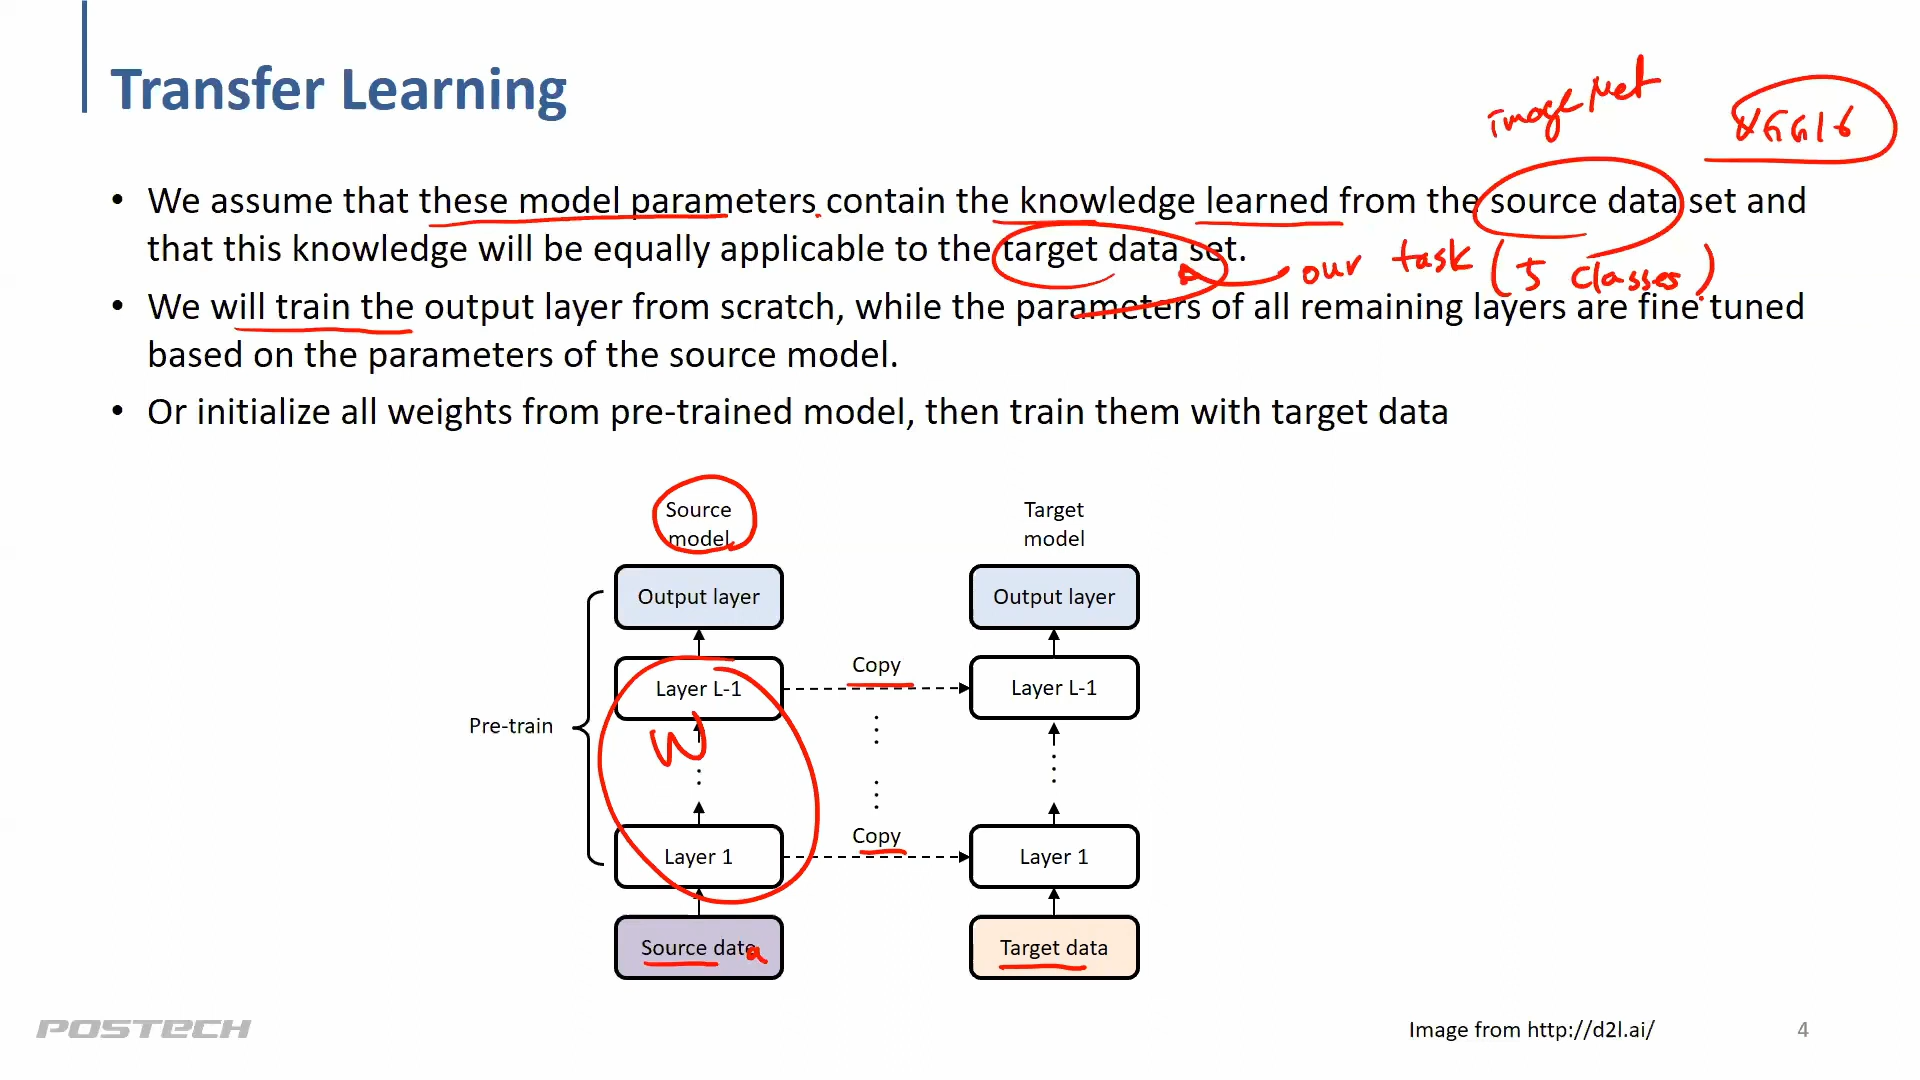 Transfer Learning
ImageNet
VGG16
• We assume that these model parameters contain the knowledge learned from the source data set and
that this knowledge will be equally applicable to the target data set.
our task (5 classes)
• We will train the output layer from scratch, while the parameters of all remaining layers are fine tuned
based on the parameters of the source model.
• Or initialize all weights from pre-trained model, then train them with target data
Source
model
Target
model
Output layer
Output layer
Layer L-1
Copy
Layer L-1
Pre-train
W
Layer 1
Copy
Layer 1
Source data
Target data
POSTECH
Image from http://d2l.ai/
4